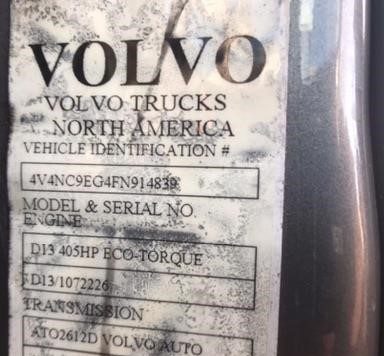 VOLVO
VOLVO TRUCKS
NORTH AMERICA
VEHICLE IDENTIFICATION #
4V4NC9EG4FN914839
MODEL & SERIAL NO.
ENGINE
D13 405HP ECO-TORQUE
D13/1072226
TRANSMISSION
ATO2612D VOLVO AUTO